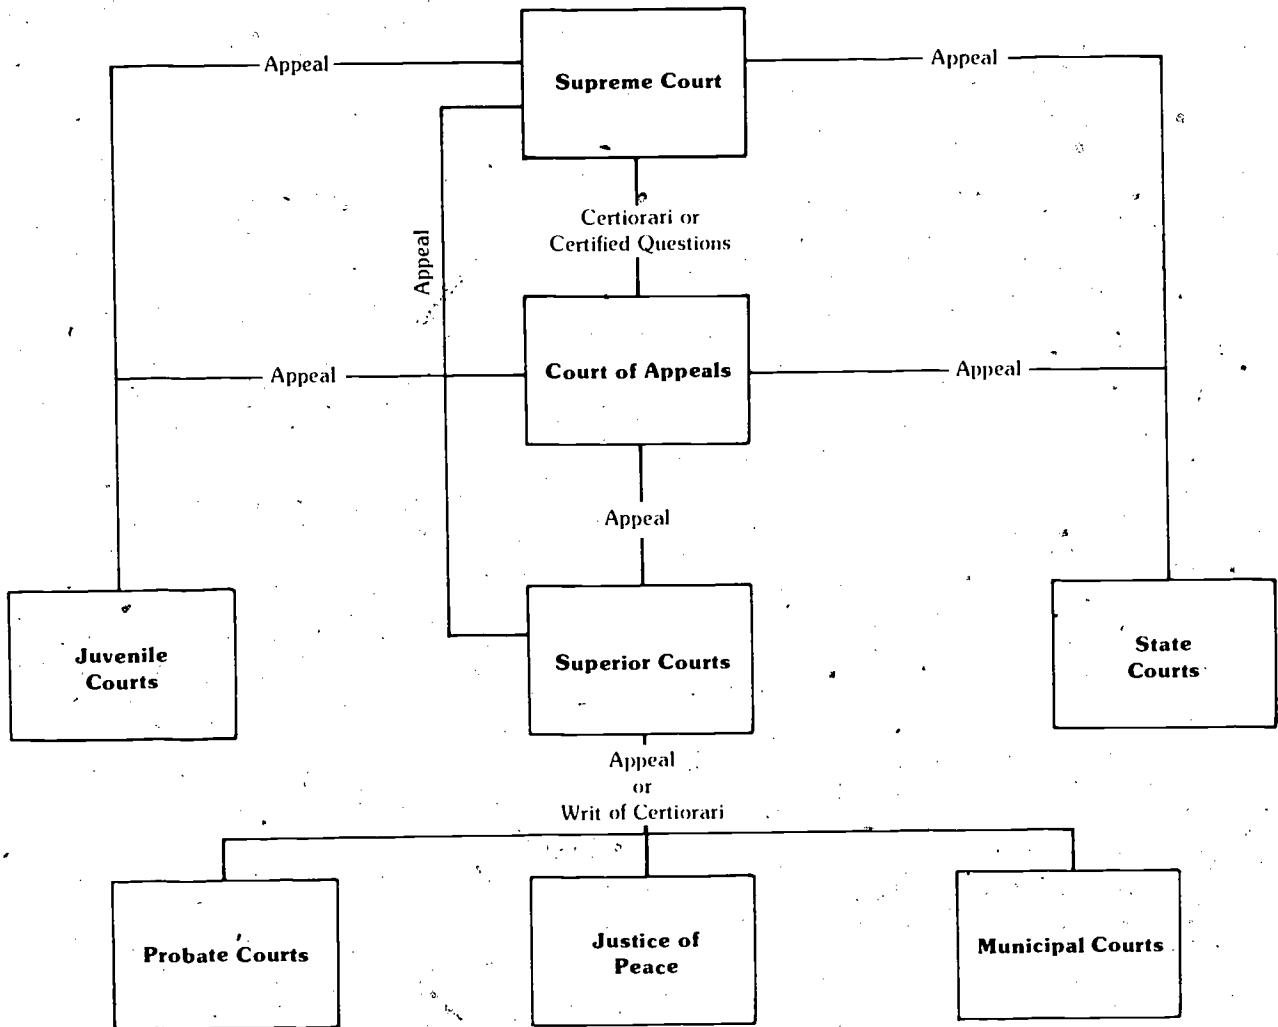 Appeal
Supreme Court
Appeal
Certiorari or
Certified Questions
Appeal
Appeal
Court of Appeals
Appeal
Appeal
Juvenile
Courts
Superior Courts
State
Courts
Appeal
or
Writ of Certiorari
Probate Courts
Justice of
Peace
Municipal Courts